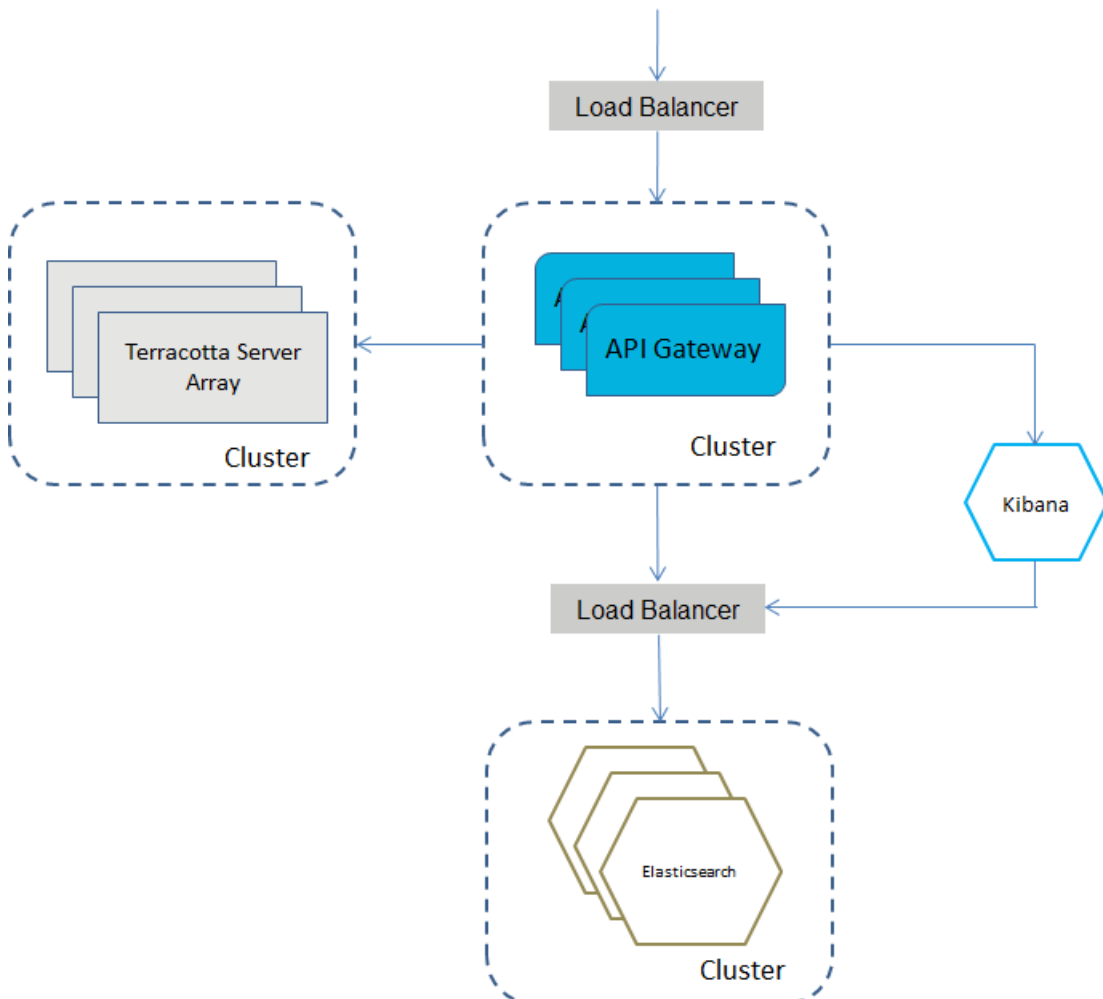 Load Balancer
Terracotta Server
Array
Cluster
A
A
API Gateway
Cluster
Kibana
Load Balancer
Elasticsearch
Cluster